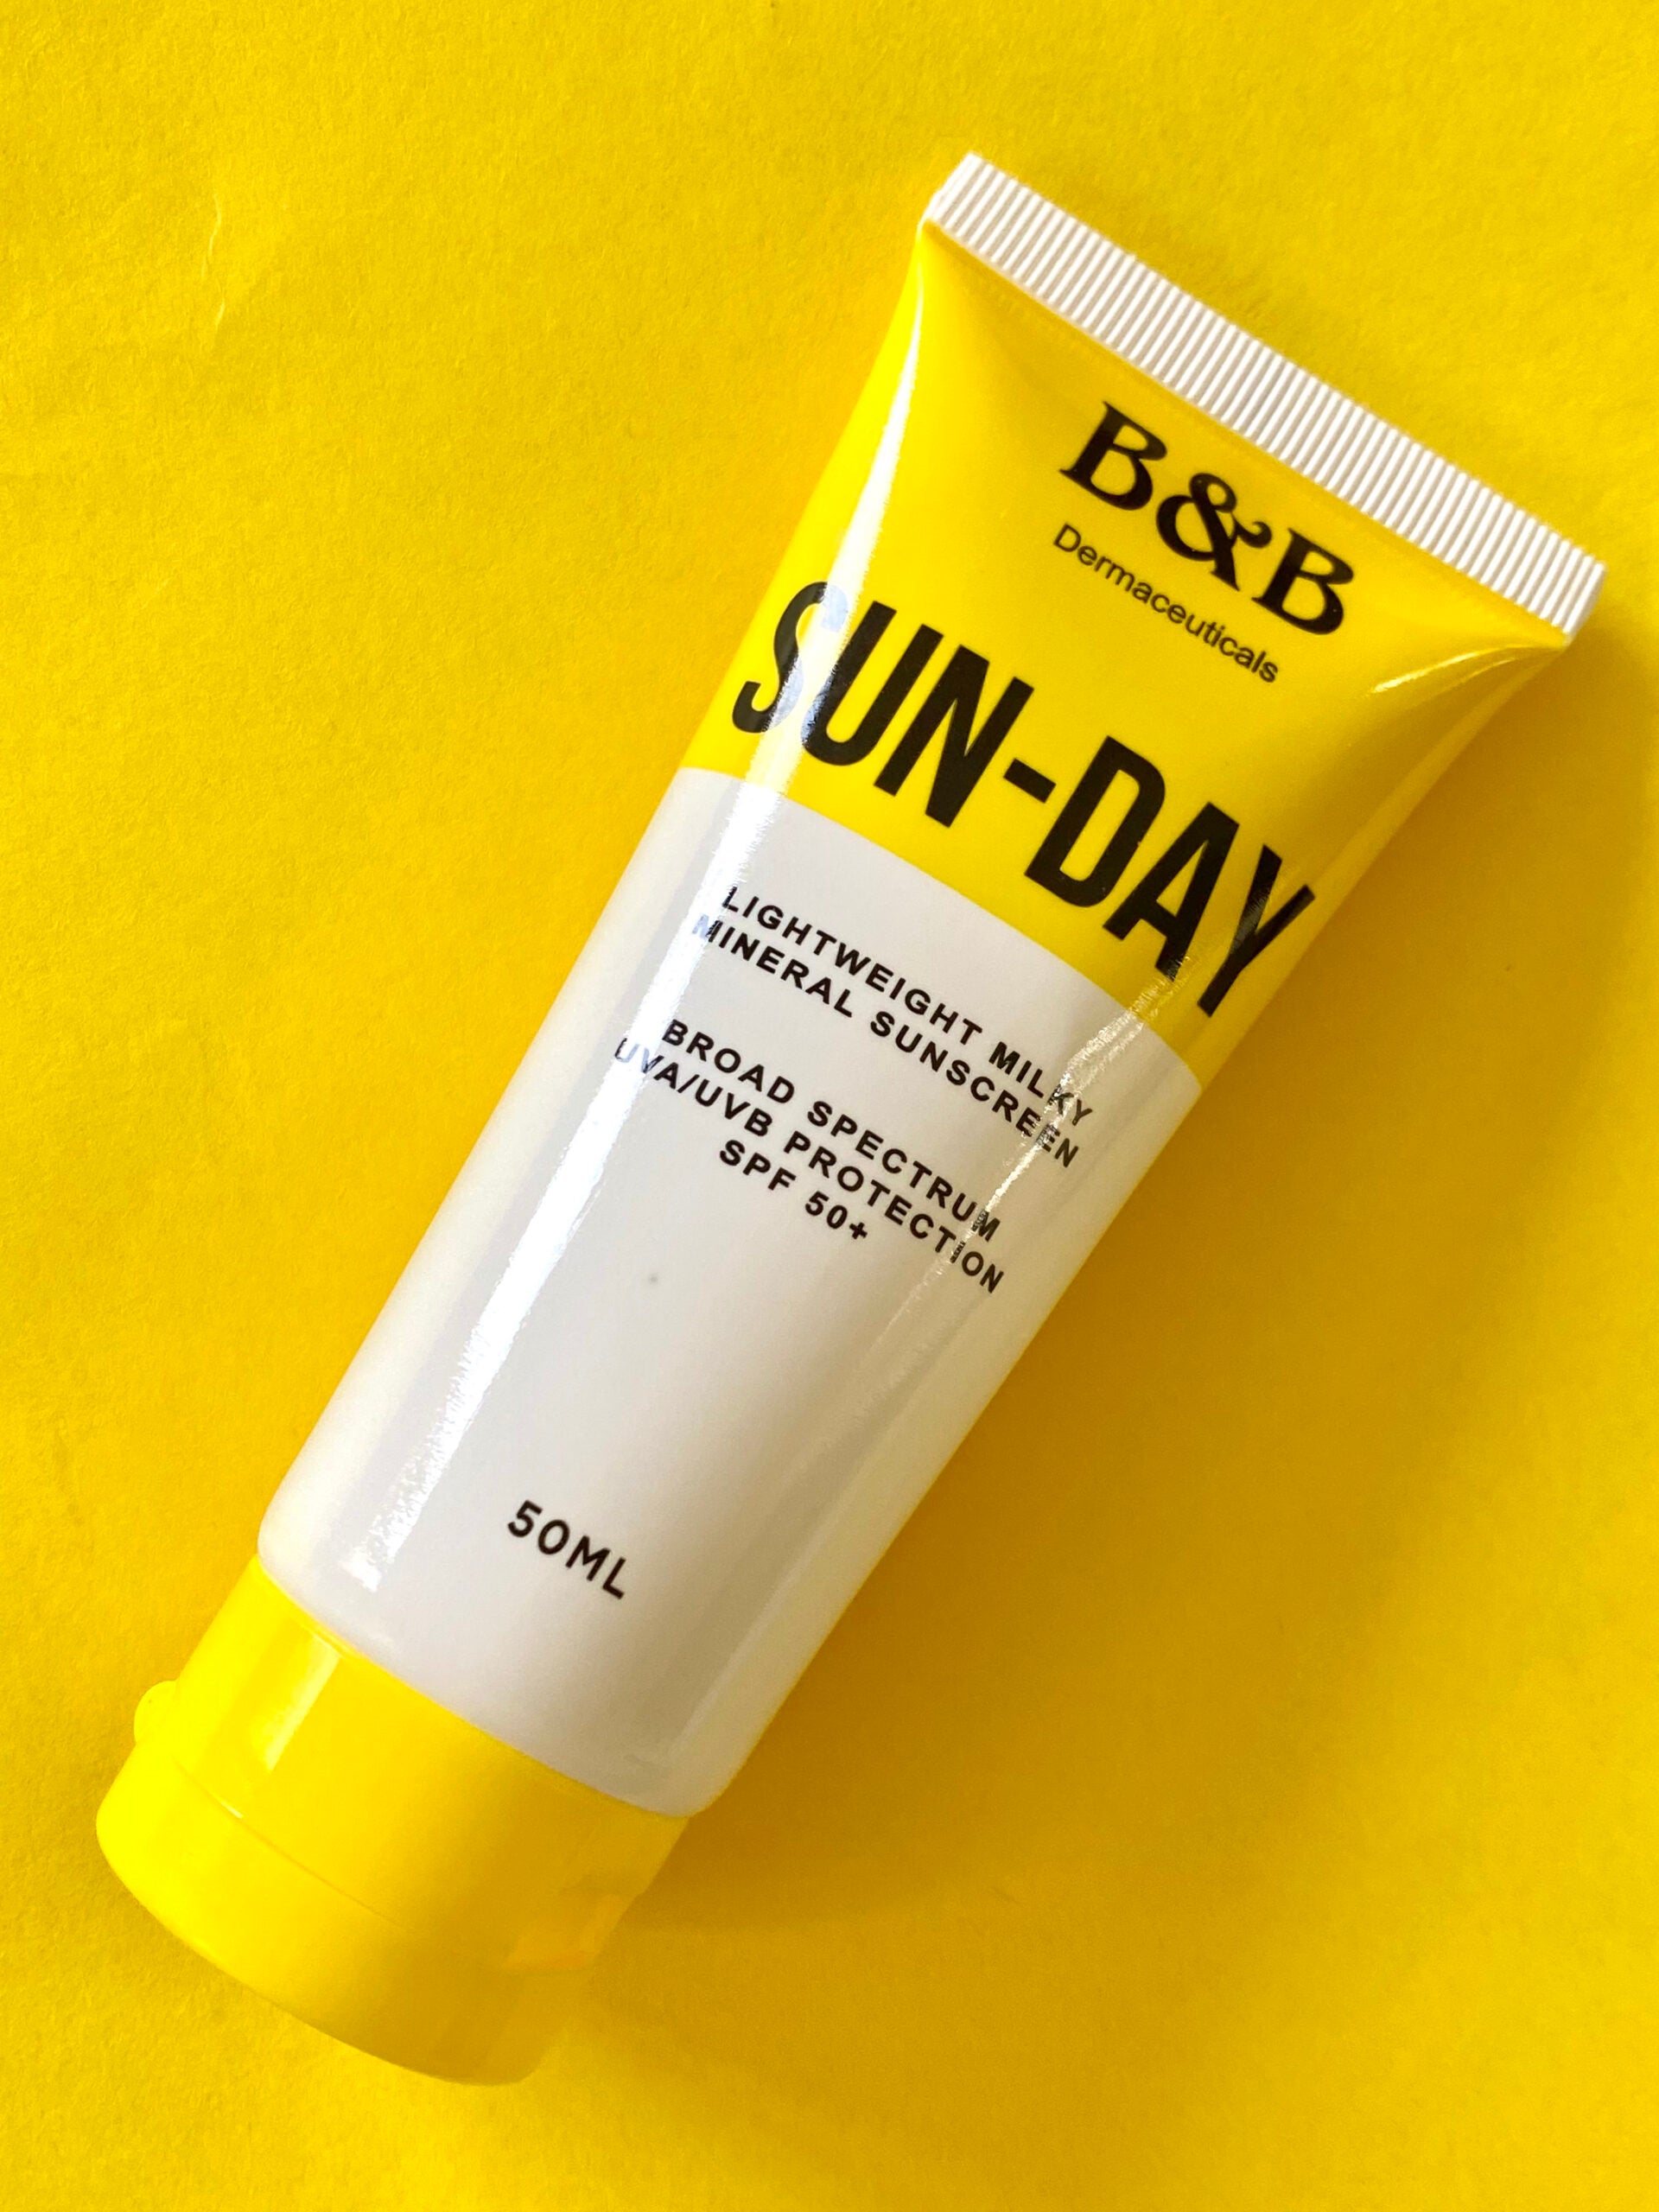 B&B
Dermaceuticals
SUN-DAY
LIGHTWEIGHT MILKY
MINERAL SUNSCREEN
BROAD SPECTRUM
UVA/UVB PROTECTION
SPF 50+
50ML